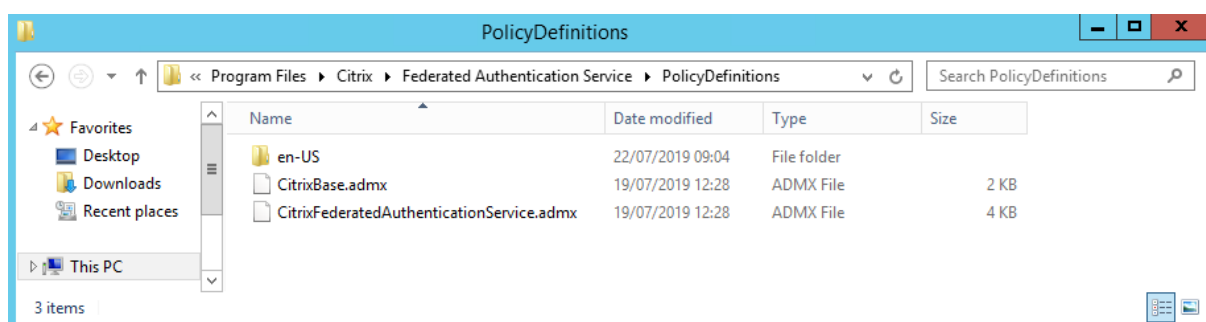 PolicyDefinitions
« Program Files ▸ Citrix ▸ Federated Authentication Service ▸ PolicyDefinitions
Search PolicyDefinitions
Favorites
Desktop
Downloads
Recent places
This PC
Name Date modified Type Size
en-US 22/07/2019 09:04 File folder
CitrixBase.admx 19/07/2019 12:28 ADMX File 2 KB
CitrixFederatedAuthenticationService.admx 19/07/2019 12:28 ADMX File 4 KB
3 items